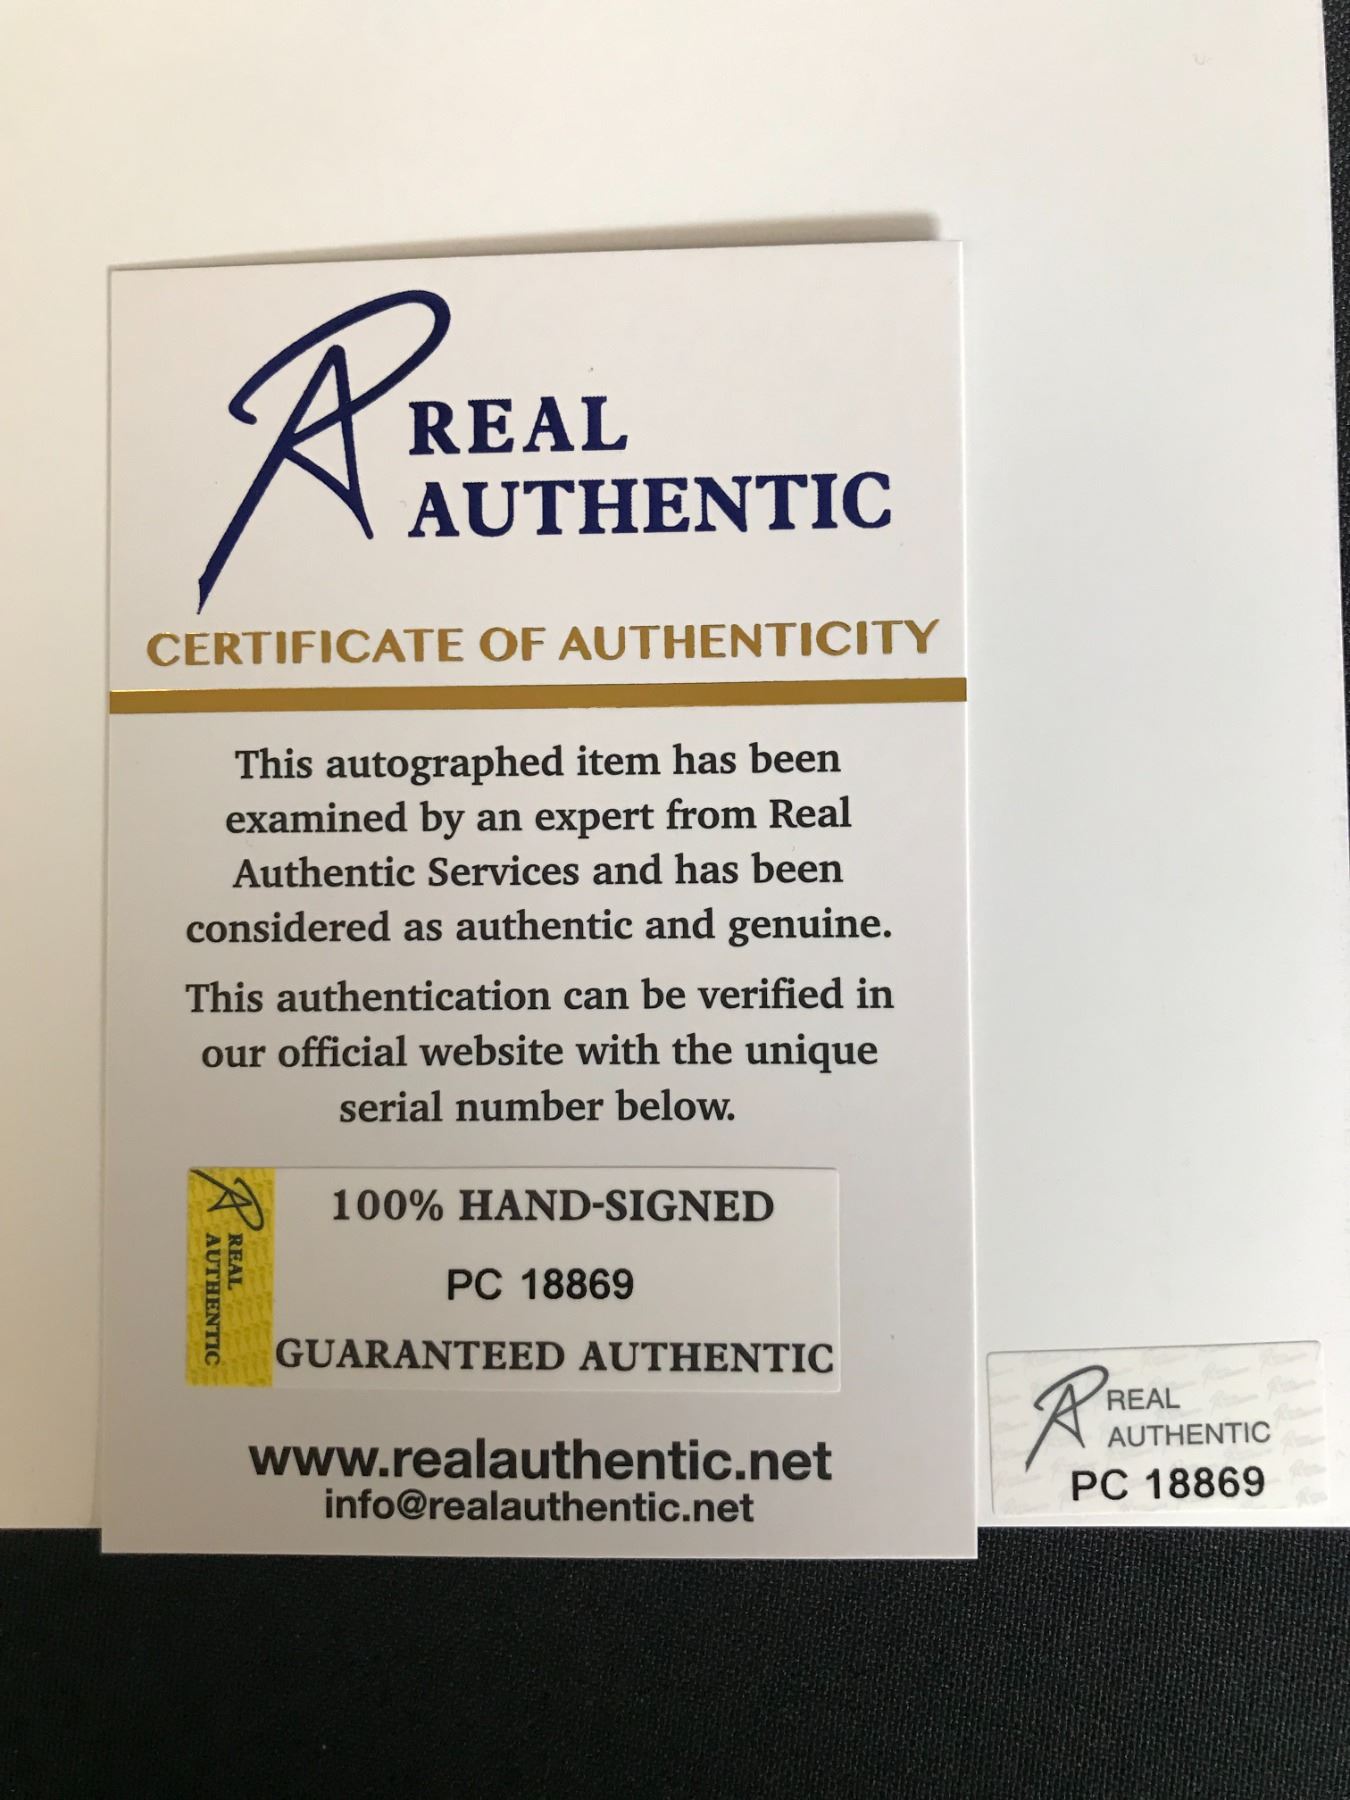 REAL
AUTHENTIC
CERTIFICATE OF AUTHENTICITY
This autographed item has been
examined by an expert from Real
Authentic Services and has been
considered as authentic and genuine.
This authentication can be verified in
our official website with the unique
serial number below.
REAL
AUTHENTIC
100% HAND-SIGNED
PC 18869
GUARANTEED AUTHENTIC
www.realauthentic.net
info@realauthentic.net
REAL
AUTHENTIC
PC 18869